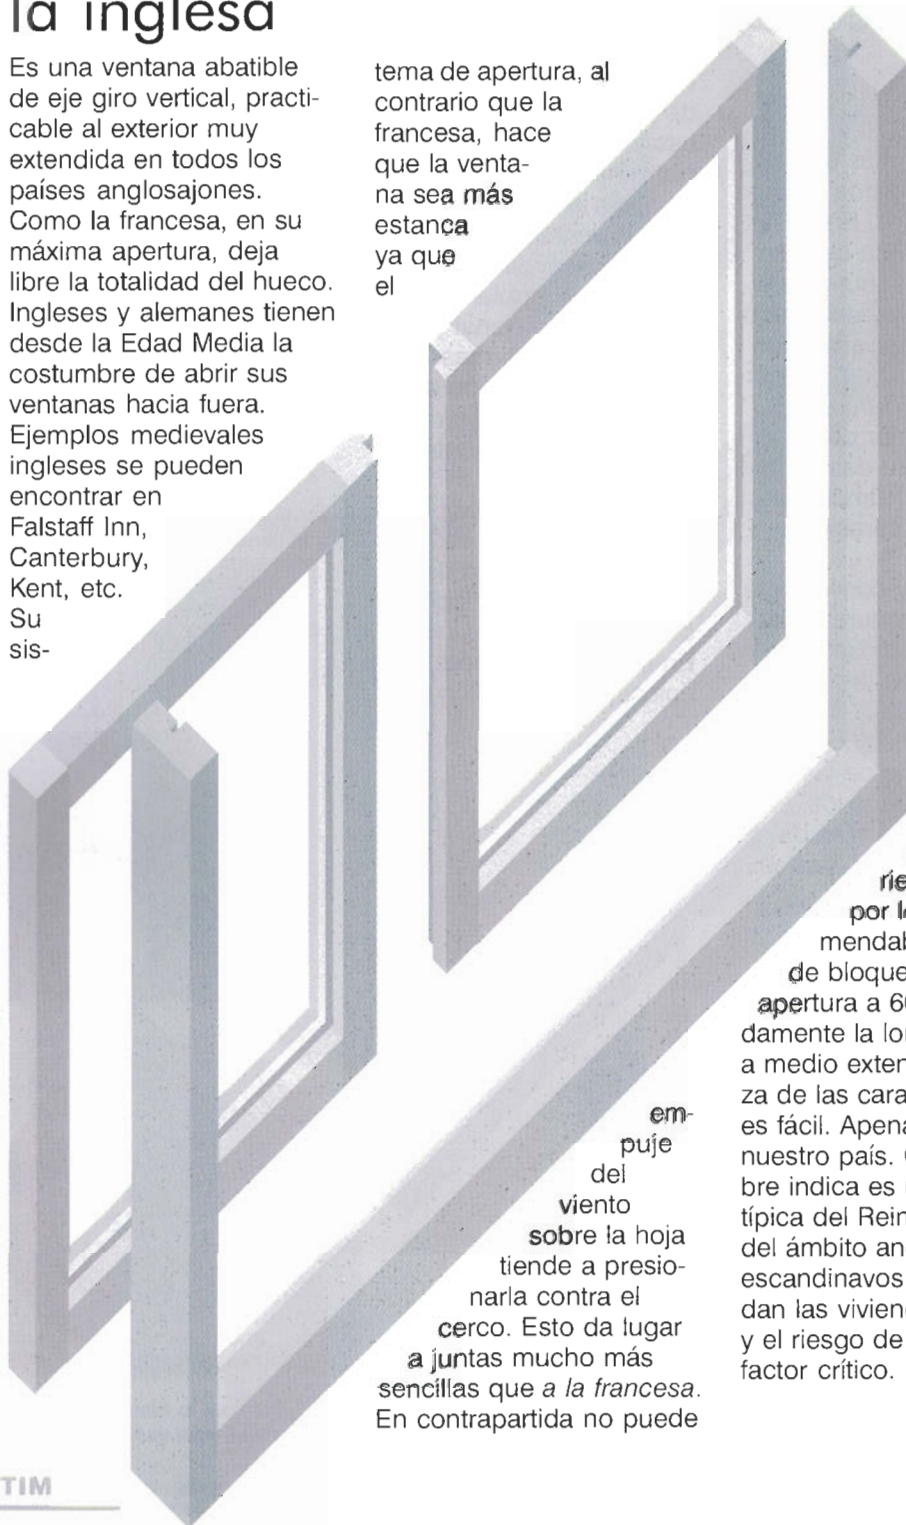 la inglesa
Es una ventana abatible
de eje giro vertical, practi-
cable al exterior muy
extendida en todos los
países anglosajones.
Como la francesa, en su
máxima apertura, deja
libre la totalidad del hueco.
Ingleses y alemanes tienen
desde la Edad Media la
costumbre de abrir sus
ventanas hacia fuera.
Ejemplos medievales
ingleses se pueden
encontrar en
Falstaff Inn,
Canterbury,
Kent, etc.
Su
sis-
tema de apertura, al
contrario que la
francesa, hace
que la venta-
na sea más
estanca
ya que
el
em-
puje
del
viento
sobre la hoja
tiende a presio-
narla contra el
cerco. Esto da lugar
a juntas mucho más
sencillas que a la francesa.
En contrapartida no puede
rie
por
mendab
de bloque
apertura a 6
damente la lo
a medio exten
za de las cara
es fácil. Apena
nuestro país.
bre indica es
típica del Rein
del ámbito an
escandinavos
dan las vivien
y el riesgo de
factor crítico.
TIM